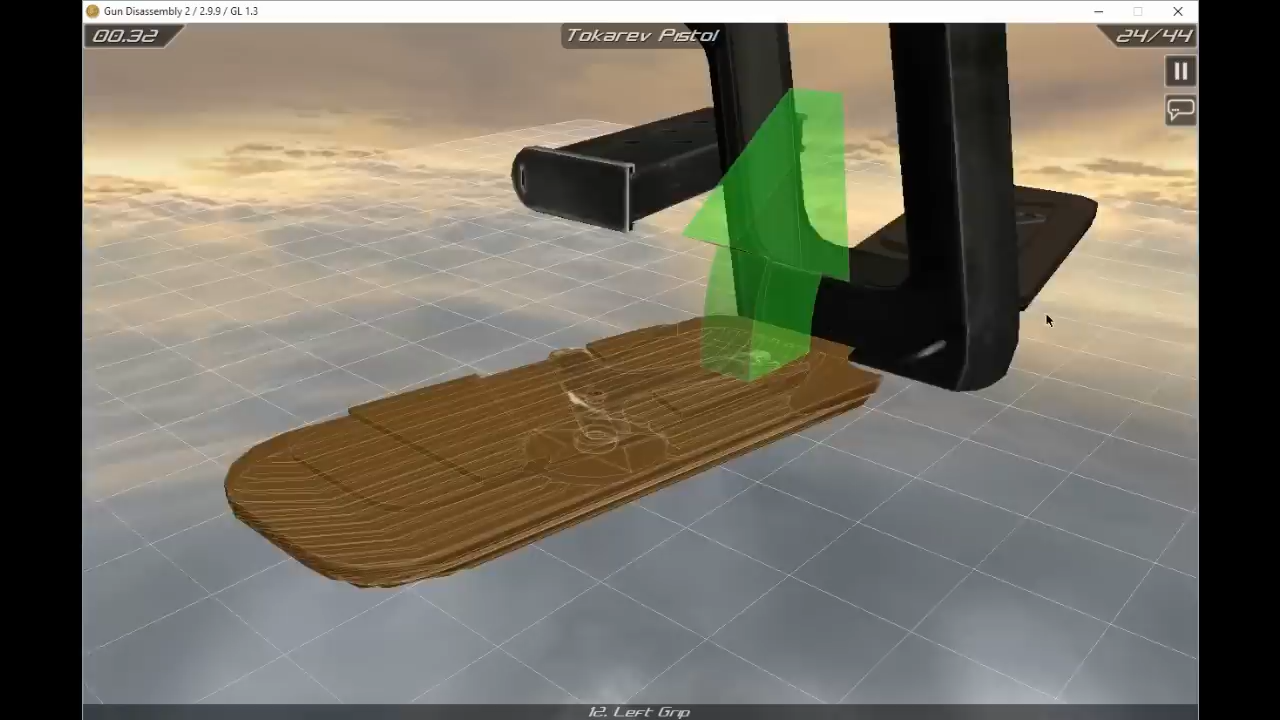 Gun Disassembly 2 / 2.9.9 / GL 1.3
00.32
Tokarev Pistol
24/44
12. Left Grip